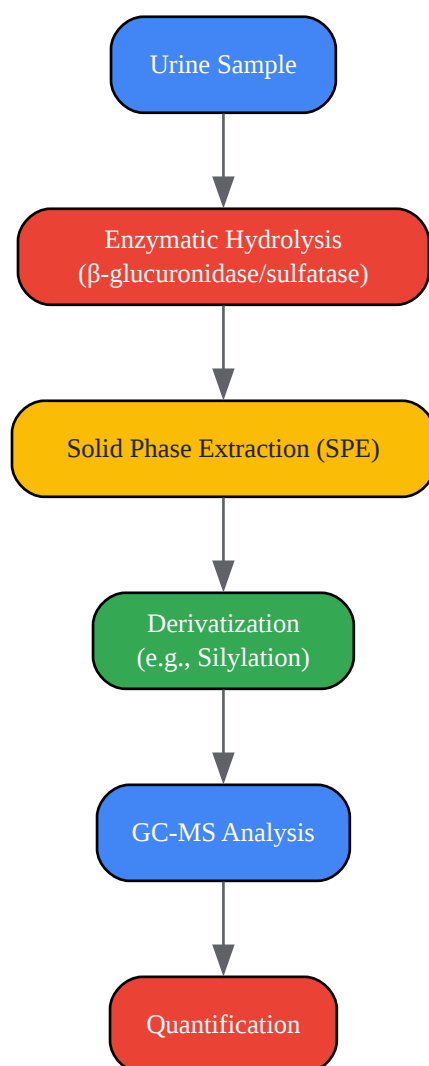 Urine Sample
Enzymatic Hydrolysis
(β-glucuronidase/sulfatase)
Solid Phase Extraction (SPE)
Derivatization
(e.g., Silylation)
GC-MS Analysis
Quantification